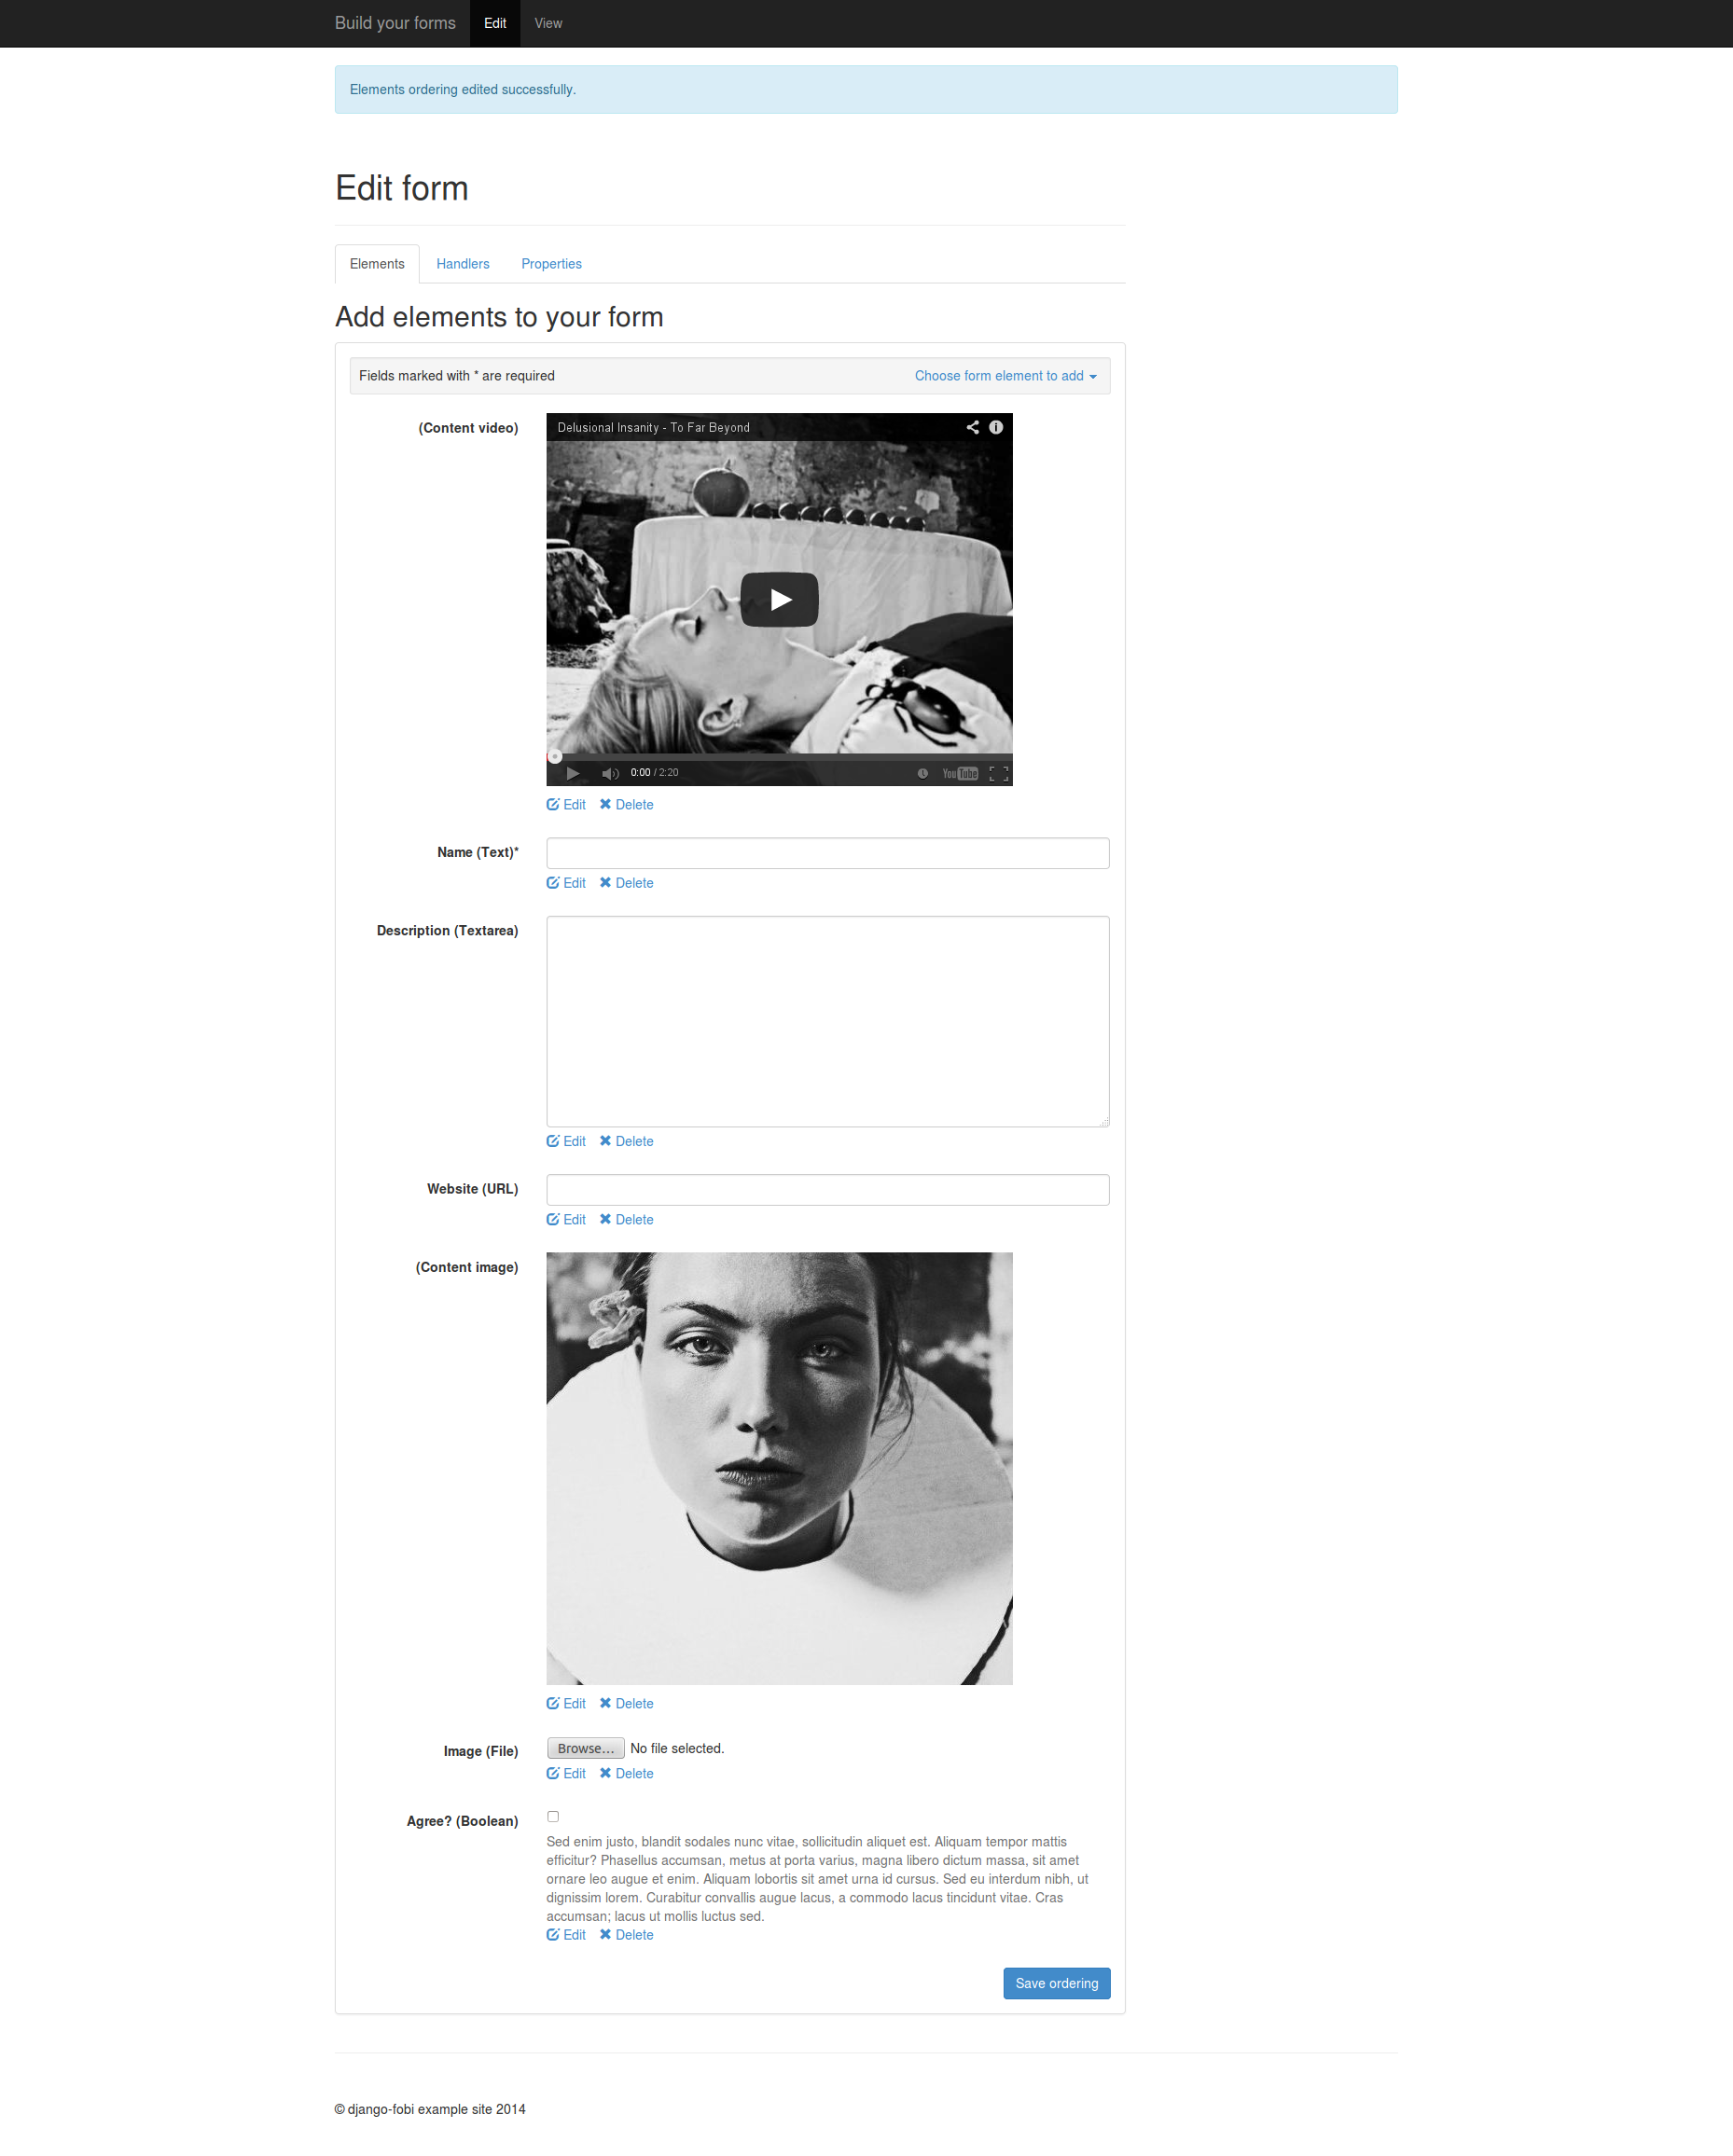 Build your forms Edit View
Elements ordering edited successfully.
Edit form
Elements Handlers Properties
Add elements to your form
Fields marked with * are required Choose form element to add
(Content video)
Delusional Insanity - To Far Beyond
0:00 / 2:20 YouTube
Edit Delete
Name (Text)*
Edit Delete
Description (Textarea)
Edit Delete
Website (URL)
Edit Delete
(Content image)
Edit Delete
Image (File) Browse... No file selected.
Edit Delete
Agree? (Boolean)
Sed enim justo, blandit sodales nunc vitae, sollicitudin aliquet est. Aliquam tempor mattis
efficitur? Phasellus accumsan, metus at porta varius, magna libero dictum massa, sit amet
ornare leo augue et enim. Aliquam lobortis sit amet urna id cursus. Sed eu interdum nibh, ut
dignissim lorem. Curabitur convallis augue lacus, a commodo lacus tincidunt vitae. Cras
accumsan; lacus ut mollis luctus sed.
Edit Delete
Save ordering
© django-fobi example site 2014